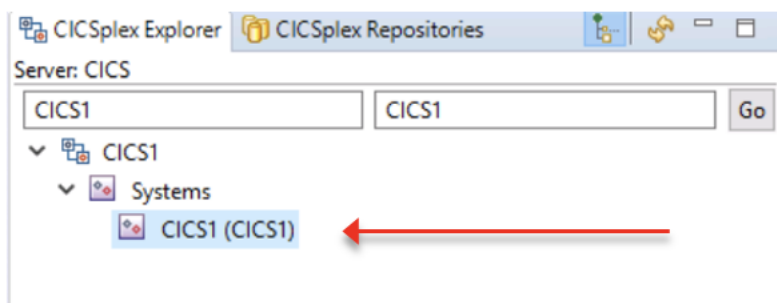 CICSplex Explorer CICSplex Repositories
Server: CICS
CICS1 CICS1 Go
CICS1
Systems
CICS1 (CICS1)